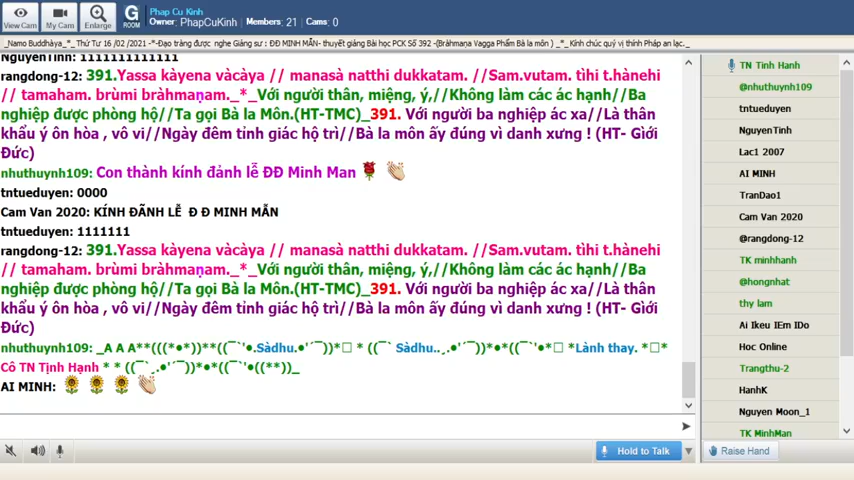 Phap Cu Kinh
Owner: PhapCuKinh Members: 21 Cams: 0
View Cam My Cam Enlarge G ROOM
_Namo Buddhàya_*_ Thứ Tư 16 /02 /2021 -*-Đạo tràng được nghe Giảng sư : ĐĐ MINH MẪN- thuyết giảng Bài học PCK Số 392 -(Bràhmaṇa Vagga Phẩm Bà la môn ) _*_ Kính chúc quý vị thính Pháp an lạc._
NguyenTinh: 1111111111111
rangdong-12: 391.Yassa kàyena vàcàya // manasà natthi dukkatam. //Sam.vutam. tìhi t.hànehi
// tamaham. brùmi bràhmaṇam._*_Với người thân, miệng, ý,//Không làm các ác hạnh//Ba
nghiệp được phòng hộ//Ta gọi Bà la Môn.(HT-TMC)_391. Với người ba nghiệp ác xa//Là thân
khẩu ý ôn hòa , vô vi//Ngày đêm tỉnh giác hộ trì//Bà la môn ấy đúng vì danh xưng ! (HT- Giới
Đức)
nhuthuynh109: Con thành kính đảnh lễ ĐĐ Minh Man
tntueduyen: 0000
Cam Van 2020: KÍNH ĐÃNH LỄ Đ Đ MINH MẪN
tntueduyen: 1111111
rangdong-12: 391.Yassa kàyena vàcàya // manasà natthi dukkatam. //Sam.vutam. tìhi t.hànehi
// tamaham. brùmi bràhmaṇam._*_Với người thân, miệng, ý,//Không làm các ác hạnh//Ba
nghiệp được phòng hộ//Ta gọi Bà la Môn.(HT-TMC)_391. Với người ba nghiệp ác xa//Là thân
khẩu ý ôn hòa , vô vi//Ngày đêm tỉnh giác hộ trì//Bà la môn ấy đúng vì danh xưng ! (HT- Giới
Đức)
nhuthuynh109: _A A A**(((*•*))**((¯`'•.Sàdhu.•'´¯))*□ * ((¯` Sàdhu..¸.•'´¯))*•*((¯`'•*□ *Lành thay. *□*
Cô TN Tịnh Hạnh * * ((¯`¸.•'´¯))*•*((¯`'•((**))_
AI MINH:
TN Tinh Hanh
@nhuthuynh109
tntueduyen
NguyenTinh
Lac1 2007
AI MINH
TranDao1
Cam Van 2020
@rangdong-12
TK minhhanh
@hongnhat
thy lam
Ai Ikeu IEm IDo
Hoc Online
Trangthu-2
HanhK
Nguyen Moon_1
TK MinhMan
Hold to Talk
Raise Hand